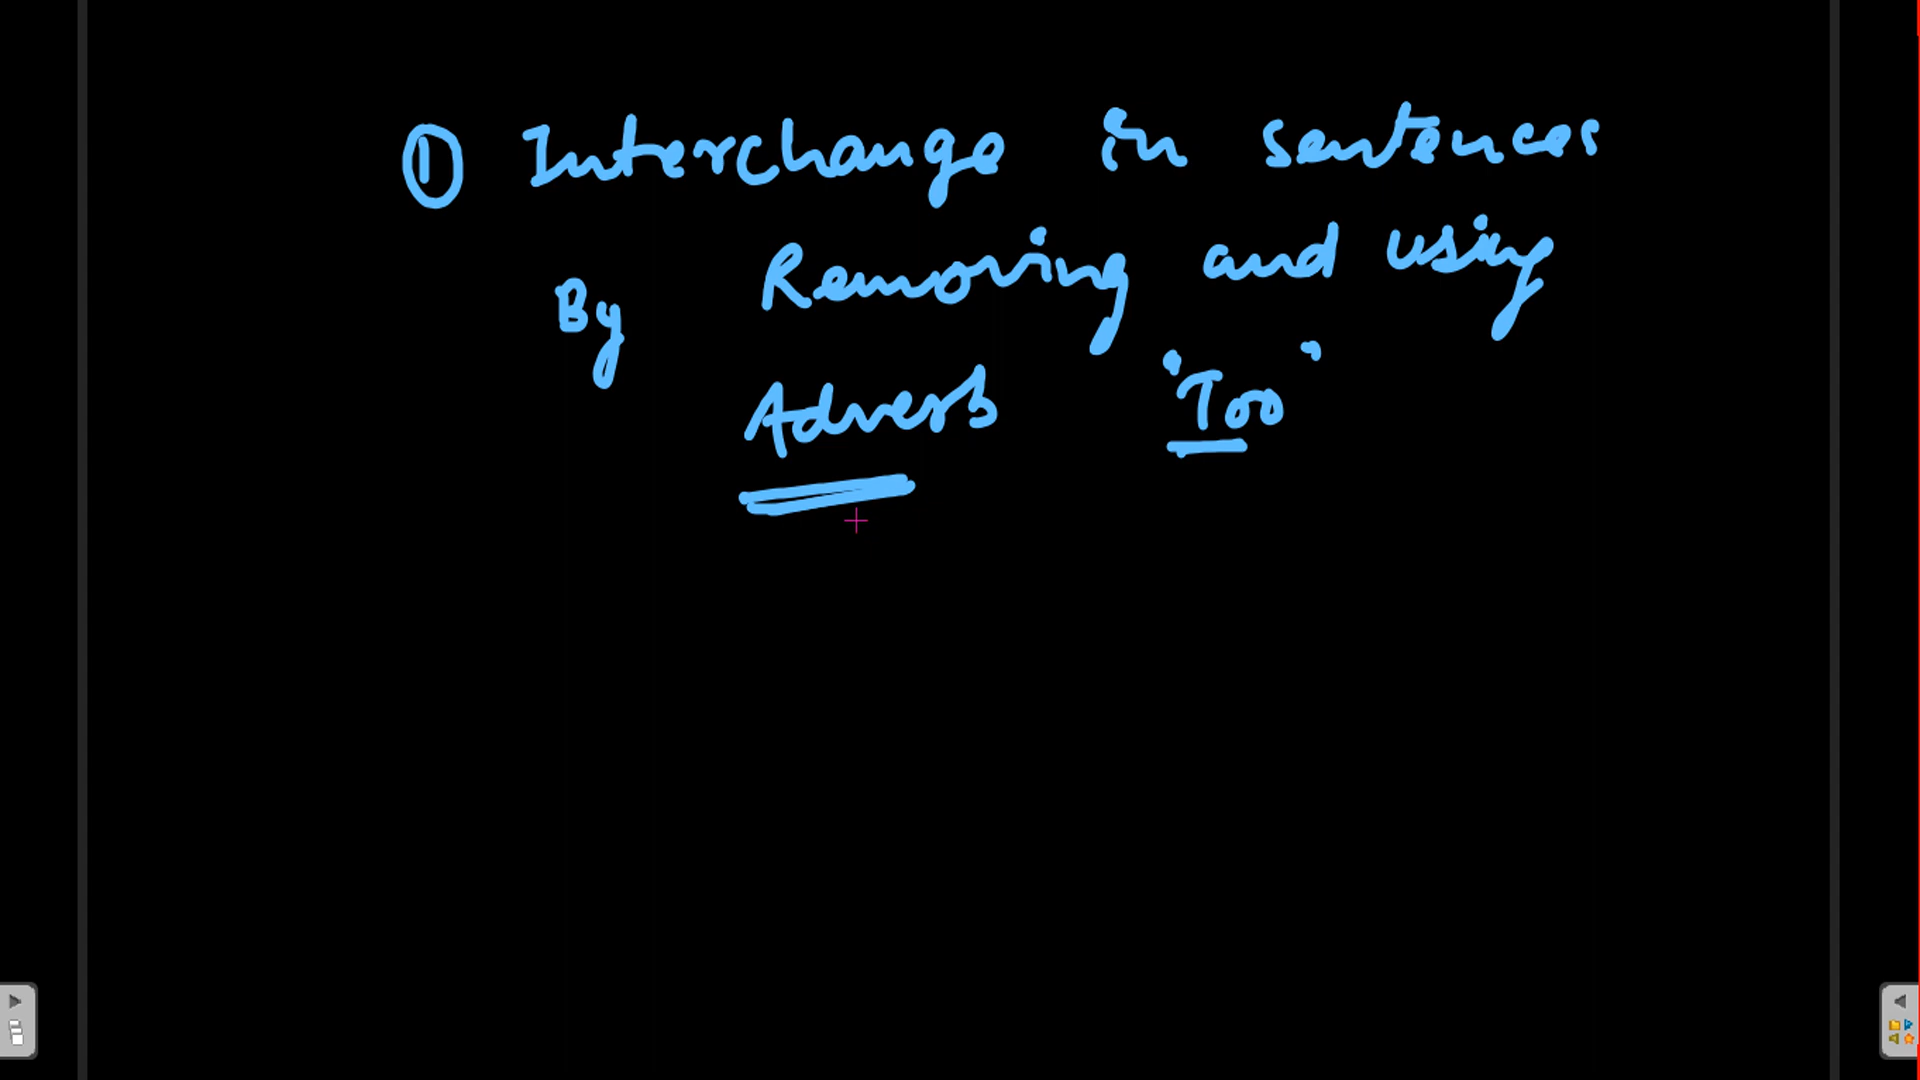 ① Interchange in sentences
By Removing and using
Adverb "Too"